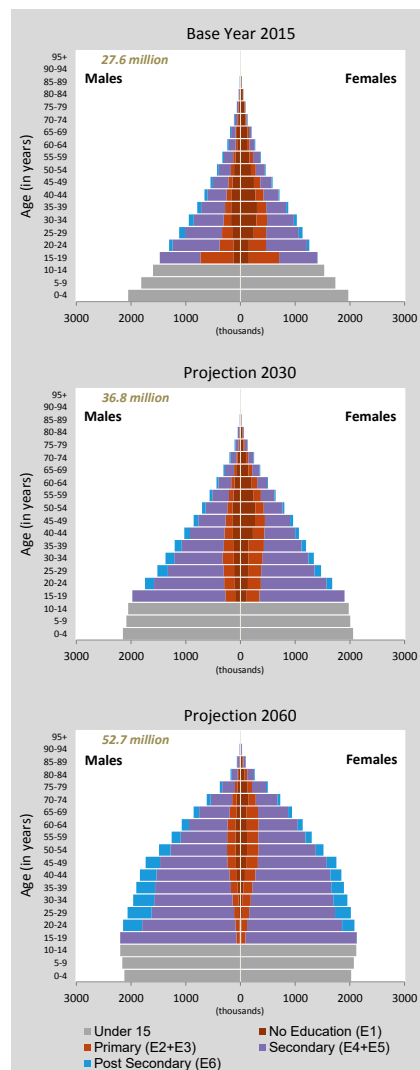 Base Year 2015
27.6 million
Males
Females
Age (in years)
95+
90-94
85-89
80-84
75-79
70-74
65-69
60-64
55-59
50-54
45-49
40-44
35-39
30-34
25-29
20-24
15-19
10-14
5-9
0-4
3000 2000 1000 0 1000 2000 3000
(thousands)
Projection 2030
36.8 million
Males
Females
Age (in years)
95+
90-94
85-89
80-84
75-79
70-74
65-69
60-64
55-59
50-54
45-49
40-44
35-39
30-34
25-29
20-24
15-19
10-14
5-9
0-4
3000 2000 1000 0 1000 2000 3000
(thousands)
Projection 2060
52.7 million
Males
Females
Age (in years)
95+
90-94
85-89
80-84
75-79
70-74
65-69
60-64
55-59
50-54
45-49
40-44
35-39
30-34
25-29
20-24
15-19
10-14
5-9
0-4
3000 2000 1000 0 1000 2000 3000
(thousands)
Under 15
No Education (E1)
Primary (E2+E3)
Secondary (E4+E5)
Post Secondary (E6)